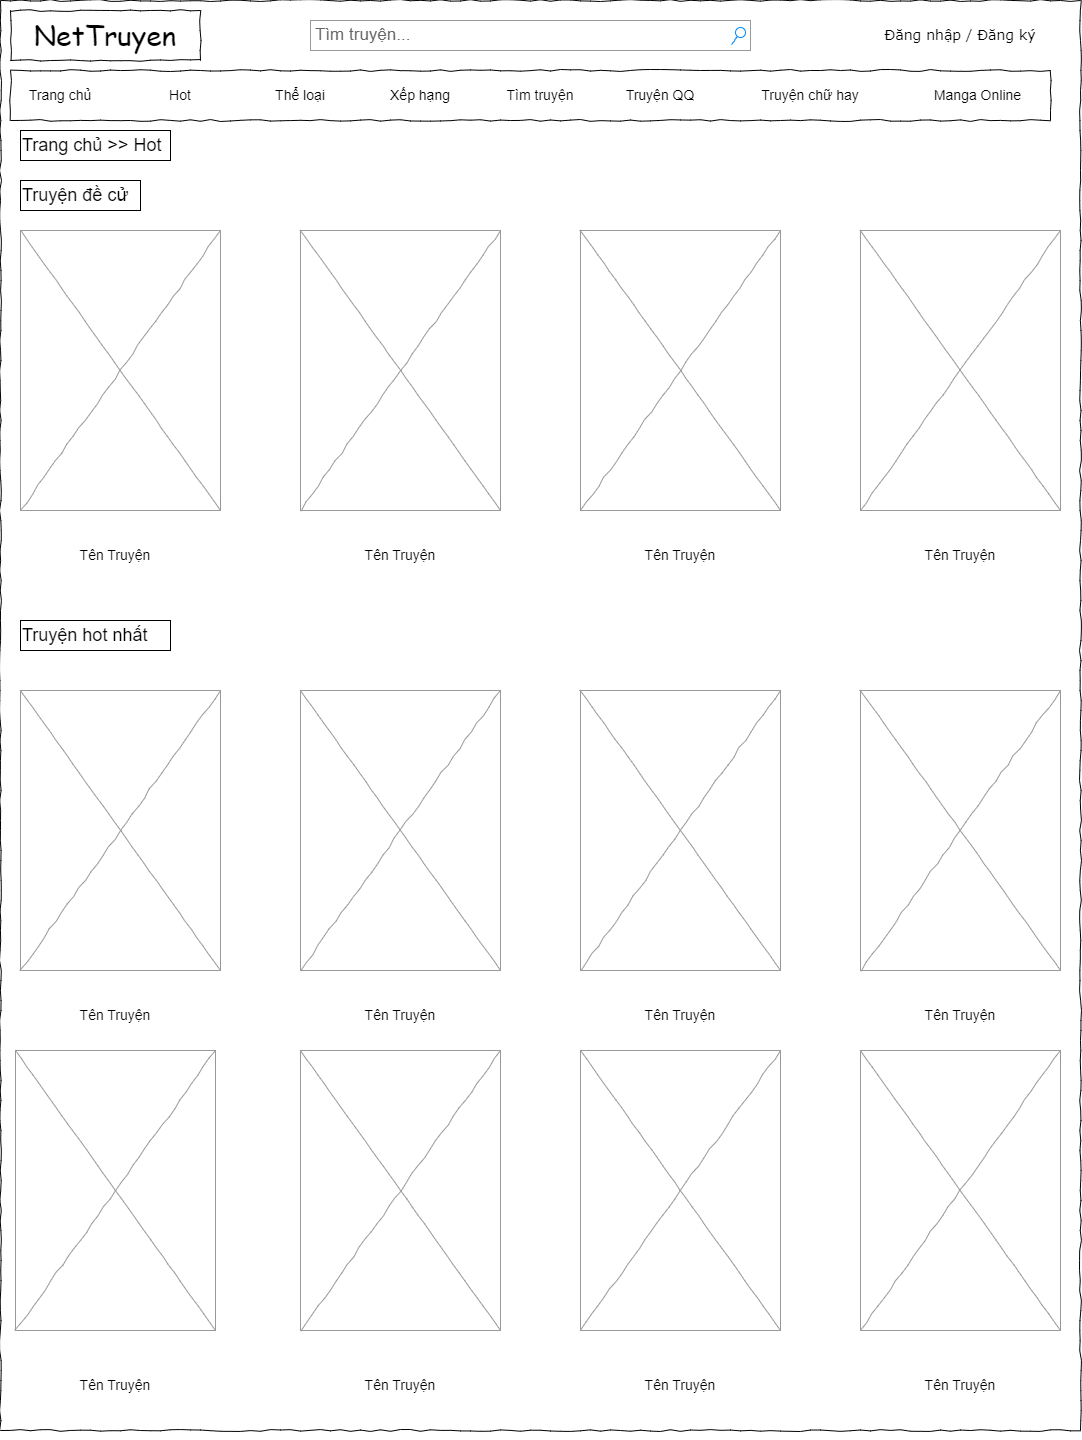 NetTruyen
Tìm truyện...
Đăng nhập / Đăng ký
Trang chủ Hot Thể loại Xếp hạng Tìm truyện Truyện QQ Truyện chữ hay Manga Online
Trang chủ >> Hot
Truyện đề cử
Tên Truyện Tên Truyện Tên Truyện Tên Truyện
Truyện hot nhất
Tên Truyện Tên Truyện Tên Truyện Tên Truyện
Tên Truyện Tên Truyện Tên Truyện Tên Truyện